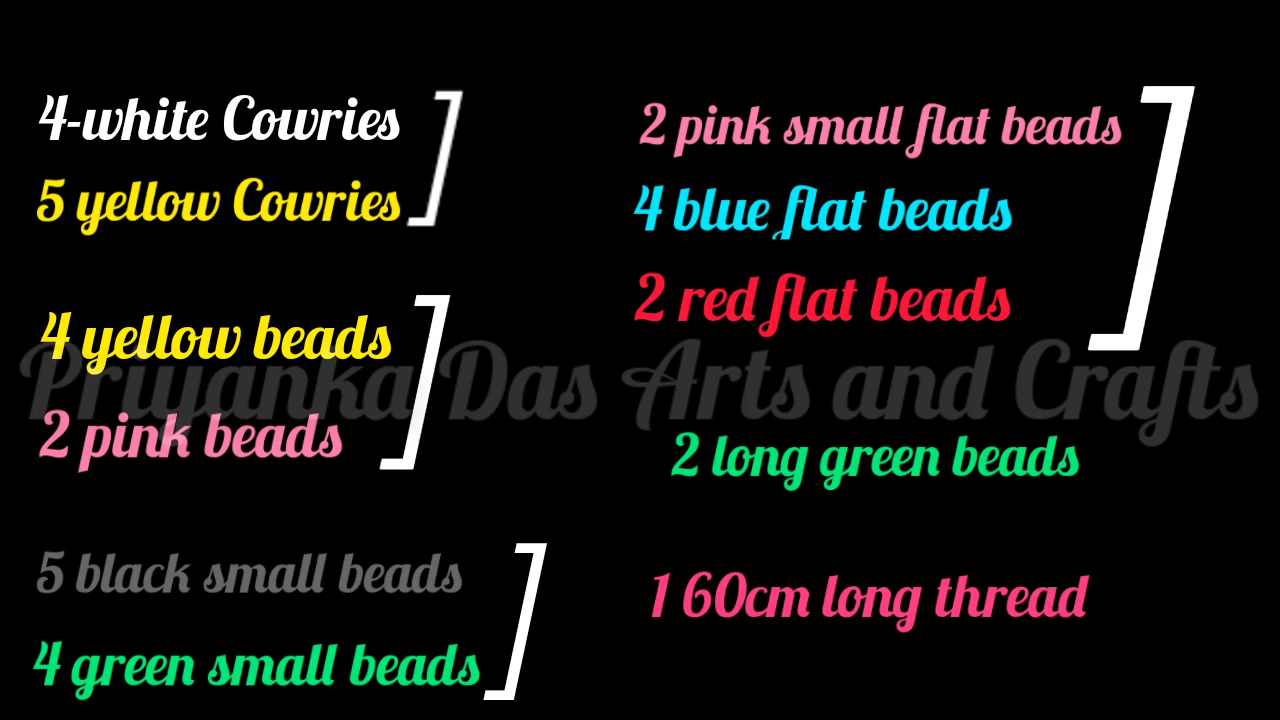 4-white Cowries
5 yellow Cowries
4 yellow beads
2 pink beads
5 black small beads
4 green small beads
2 pink small flat beads
4 blue flat beads
2 red flat beads
2 long green beads
1 60cm long thread
Priyanka Das Arts and Crafts